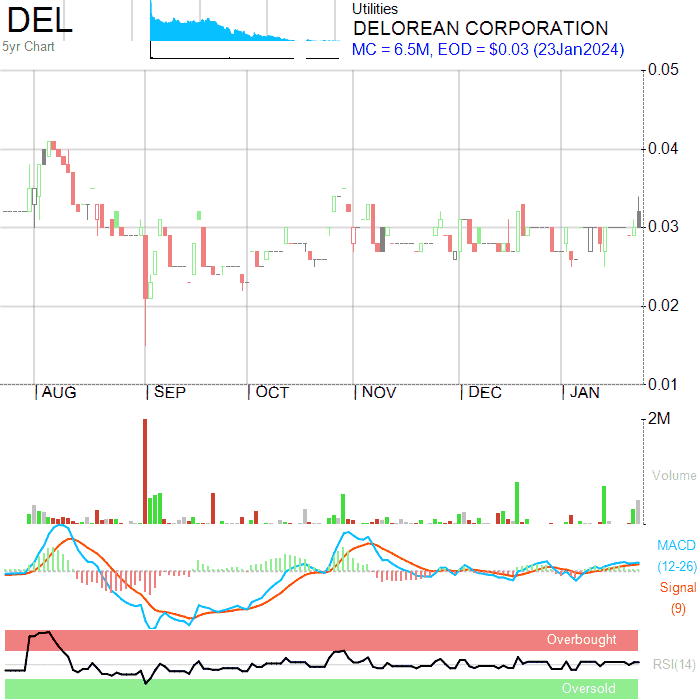 DEL
5yr Chart
Utilities
DELOREAN CORPORATION
MC = 6.5M, EOD = $0.03 (23Jan2024)
0.05
0.04
0.03
0.02
0.01
AUG
SEP
OCT
NOV
DEC
JAN
2M
Volume
MACD
(12-26)
Signal
(9)
Overbought
RSI(14)
Oversold